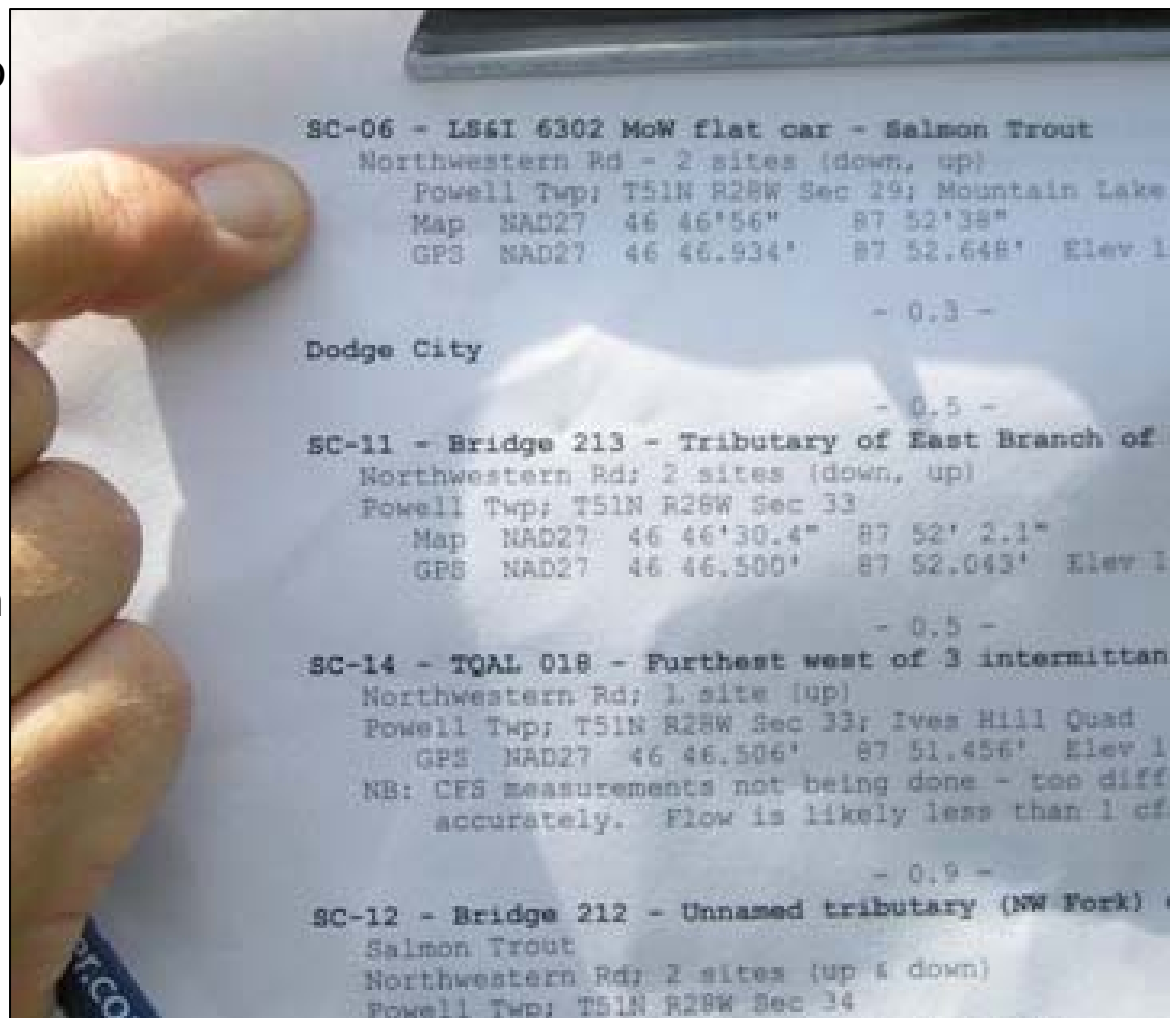 SC-06 - LS&I 6302 MoW flat car - Salmon Trout
Northwestern Rd - 2 sites (down, up)
Powell Twp; T51N R28W Sec 29; Mountain Lake
Map NAD27 46 46'56" 87 52'38"
GPS NAD27 46 46.934' 87 52.648' Elev 1
- 0.3 -
Dodge City
- 0.5 -
SC-11 - Bridge 213 - Tributary of East Branch of
Northwestern Rd; 2 sites (down, up)
Powell Twp; T51N R28W Sec 33
Map NAD27 46 46'30.4" 87 52' 2.1"
GPS NAD27 46 46.500' 87 52.043' Elev 1
- 0.5 -
SC-14 - TQAL 018 - Furthest west of 3 intermittan
Northwestern Rd; 1 site (up)
Powell Twp; T51N R28W Sec 33; Ives Hill Quad
GPS NAD27 46 46.506' 87 51.456' Elev 1
NB: CFS measurements not being done - too diff
accurately. Flow is likely less than 1 cf
- 0.9 -
SC-12 - Bridge 212 - Unnamed tributary (NW Fork)
Salmon Trout
Northwestern Rd; 2 sites (up & down)
Powell Twp; T51N R28W Sec 34
or.co